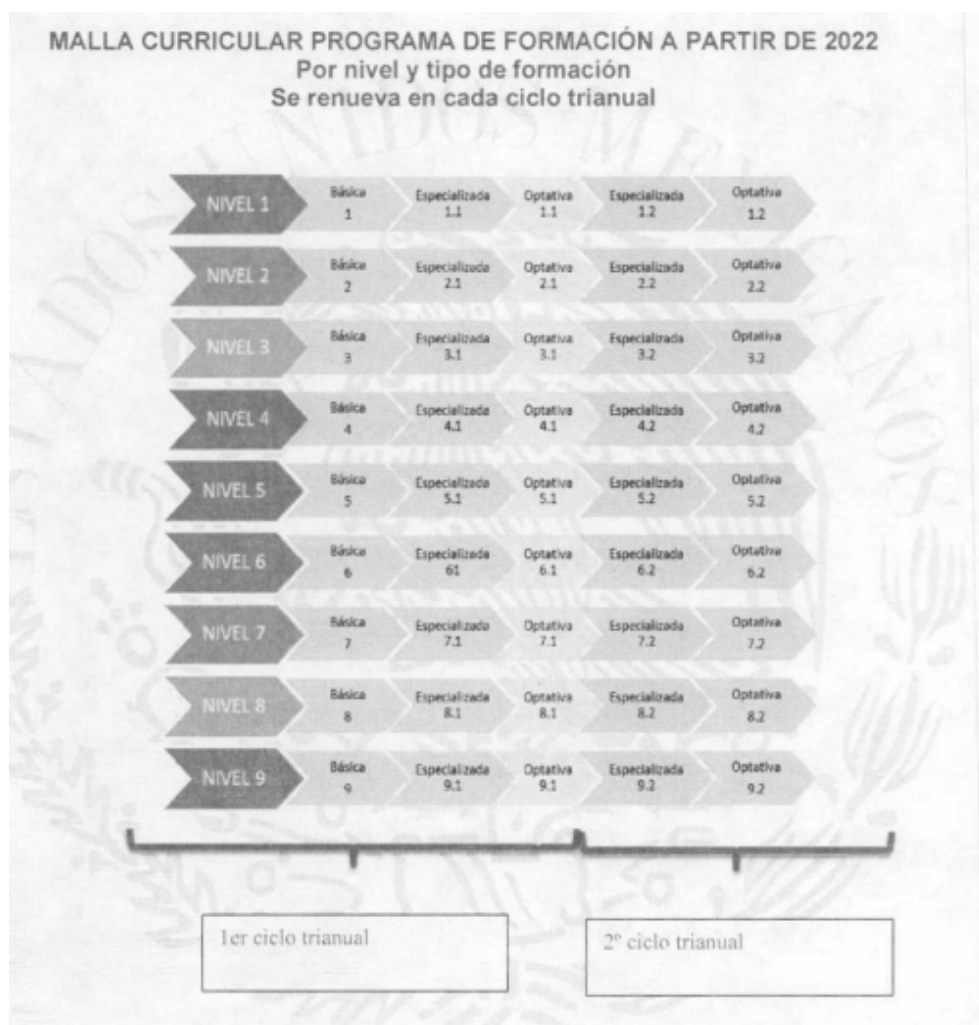 MALLA CURRICULAR PROGRAMA DE FORMACIÓN A PARTIR DE 2022
Por nivel y tipo de formación
Se renueva en cada ciclo trianual
ESTADOS UNIDOS MEXICANOS
NIVEL 1 Básica 1 Especializada 1.1 Optativa 1.1 Especializada 1.2 Optativa 1.2
NIVEL 2 Básica 2 Especializada 2.1 Optativa 2.1 Especializada 2.2 Optativa 2.2
NIVEL 3 Básica 3 Especializada 3.1 Optativa 3.1 Especializada 3.2 Optativa 3.2
NIVEL 4 Básica 4 Especializada 4.1 Optativa 4.1 Especializada 4.2 Optativa 4.2
NIVEL 5 Básica 5 Especializada 5.1 Optativa 5.1 Especializada 5.2 Optativa 5.2
NIVEL 6 Básica 6 Especializada 61 Optativa 6.1 Especializada 6.2 Optativa 6.2
NIVEL 7 Básica 7 Especializada 7.1 Optativa 7.1 Especializada 7.2 Optativa 7.2
NIVEL 8 Básica 8 Especializada 8.1 Optativa 8.1 Especializada 8.2 Optativa 8.2
NIVEL 9 Básica 9 Especializada 9.1 Optativa 9.1 Especializada 9.2 Optativa 9.2
1er ciclo trianual
2º ciclo trianual